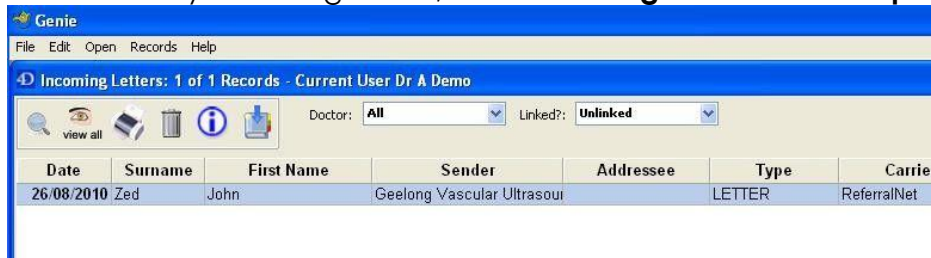 Genie
File Edit Open Records Help
Incoming Letters: 1 of 1 Records - Current User Dr A Demo
view all Doctor: All Linked?: Unlinked
Date Surname First Name Sender Addressee Type Carrie
26/08/2010 Zed John Geelong Vascular Ultrasou LETTER ReferralNet